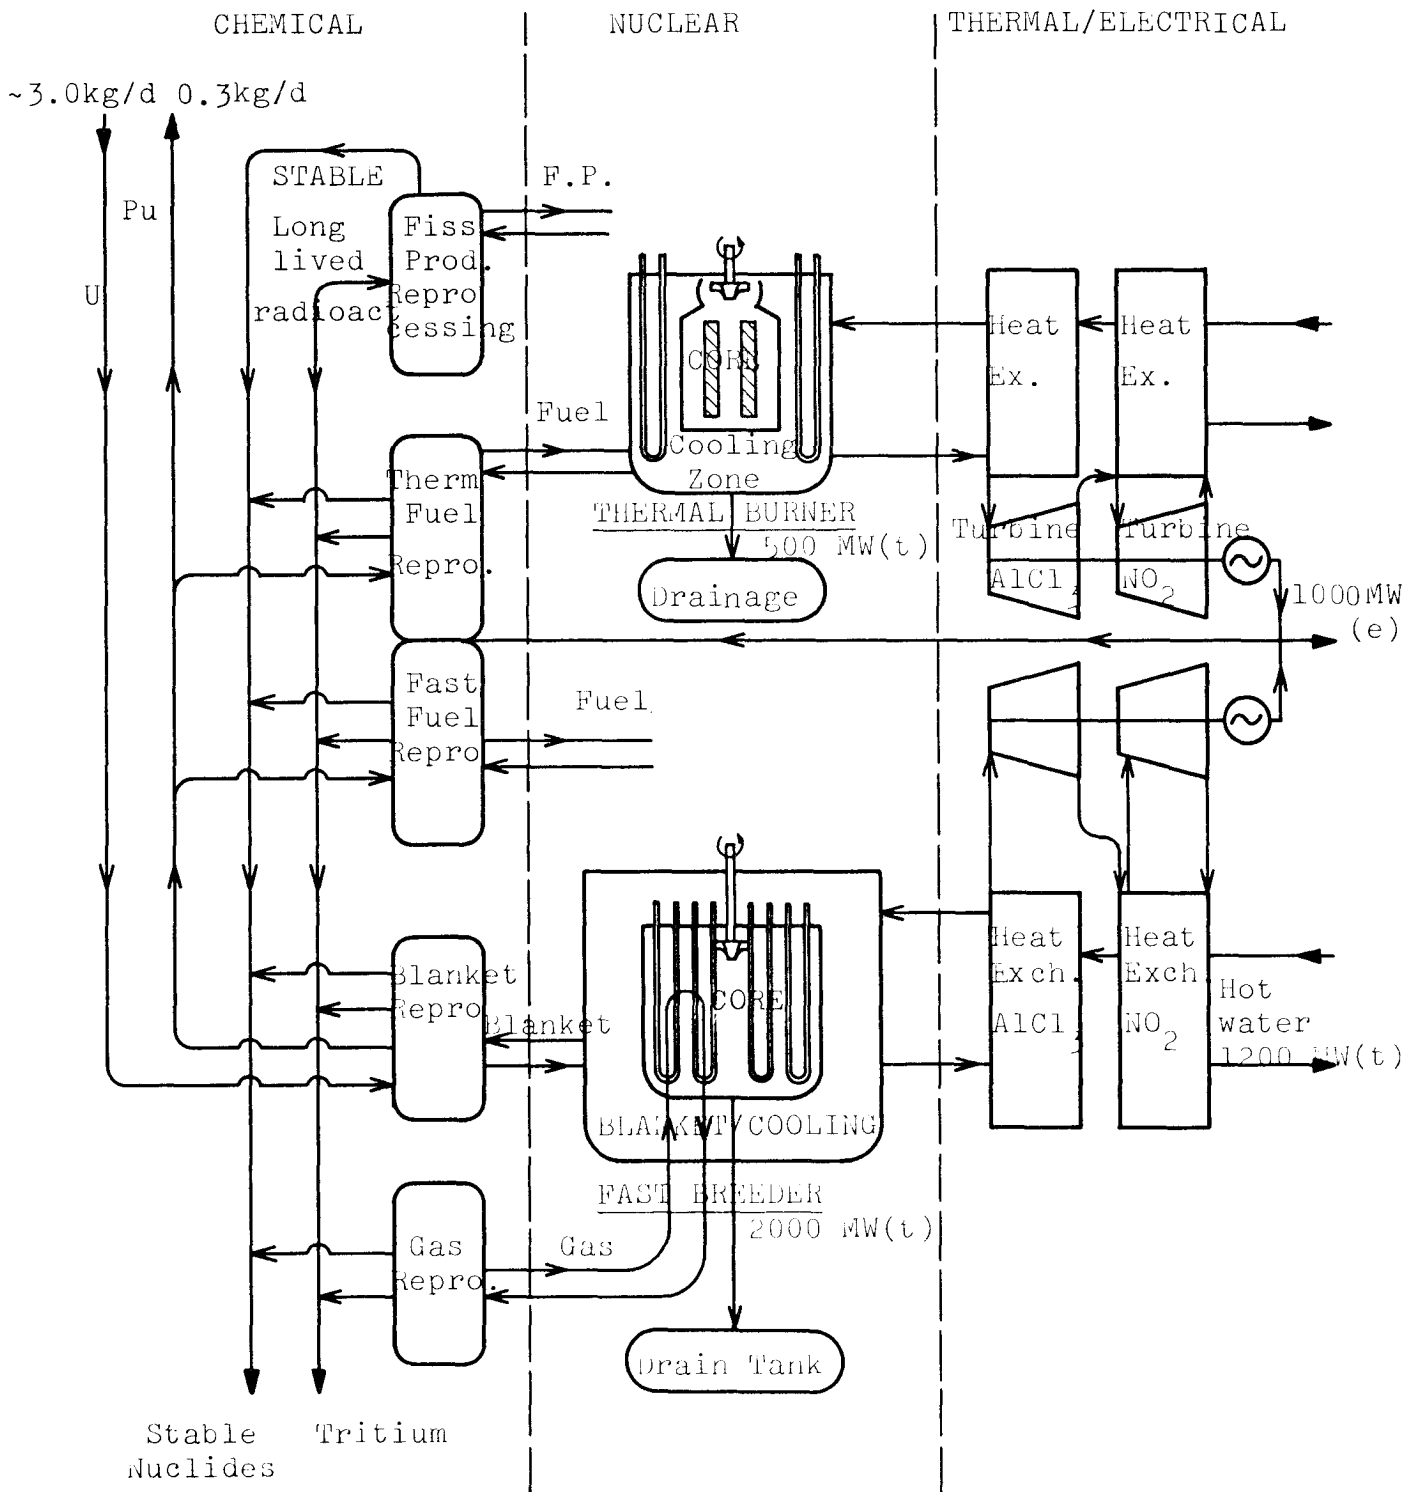 CHEMICAL
NUCLEAR
THERMAL/ELECTRICAL
~3.0kg/d 0.3kg/d
U
Pu
STABLE
Long
lived
radioact
Fiss
Prod.
Repro
cessing
F.P.
CORE
Cooling
Zone
THERMAL BURNER
500 MW(t)
Drainage
Fuel
Therm
Fuel
Repro.
Heat
Ex.
Heat
Ex.
Turbine
AlCl3
Turbine
NO2
1000MW
(e)
Fast
Fuel
Repro
Fuel
Blanket
Repro
Blanket
CORE
BLANKET/COOLING
FAST BREEDER
2000 MW(t)
Heat
Exch.
AlCl3
Heat
Exch
NO2
Hot
water
1200 MW(t)
Gas
Repro.
Gas
Drain Tank
Stable
Nuclides
Tritium